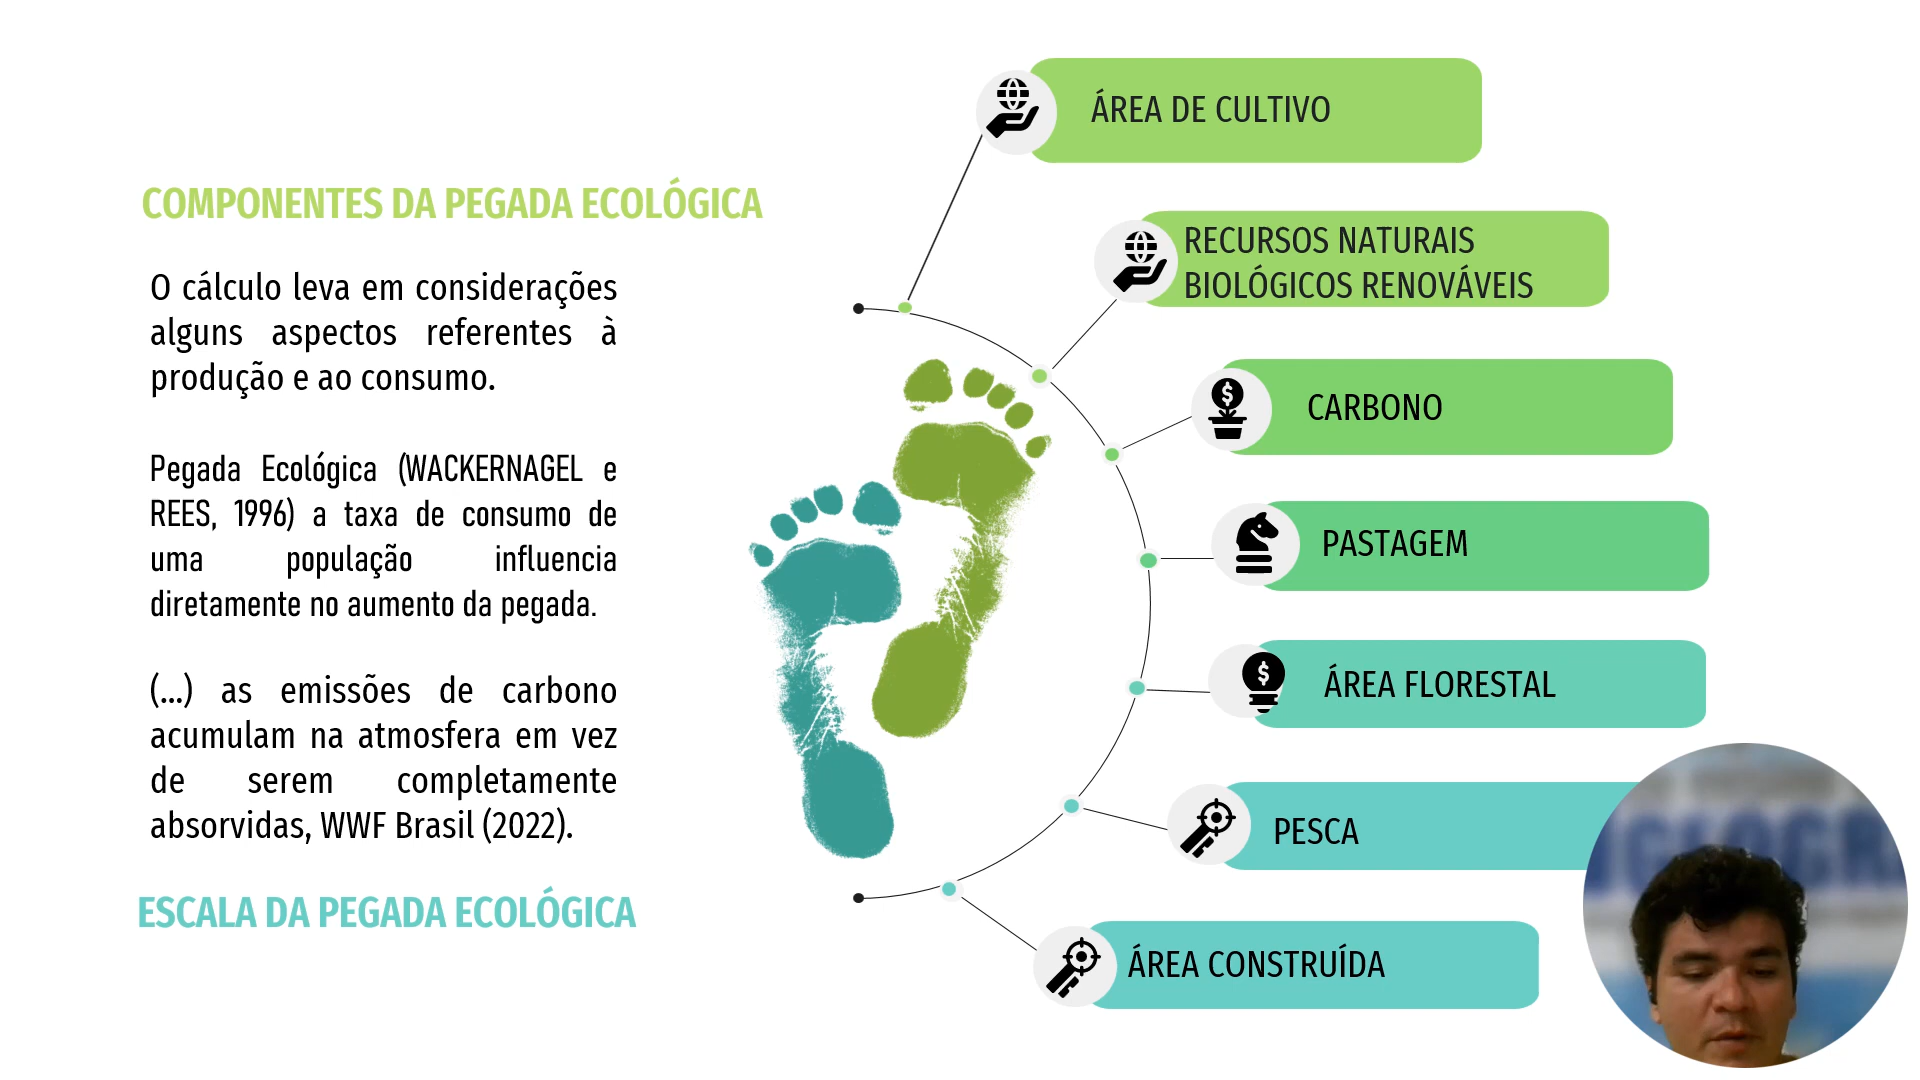 COMPONENTES DA PEGADA ECOLÓGICA
O cálculo leva em considerações
alguns aspectos referentes à
produção e ao consumo.
Pegada Ecológica (WACKERNAGEL e
REES, 1996) a taxa de consumo de
uma população influencia
diretamente no aumento da pegada.
(...) as emissões de carbono
acumulam na atmosfera em vez
de serem completamente
absorvidas, WWF Brasil (2022).
ESCALA DA PEGADA ECOLÓGICA
ÁREA DE CULTIVO
RECURSOS NATURAIS
BIOLÓGICOS RENOVÁVEIS
CARBONO
PASTAGEM
ÁREA FLORESTAL
PESCA
ÁREA CONSTRUÍDA